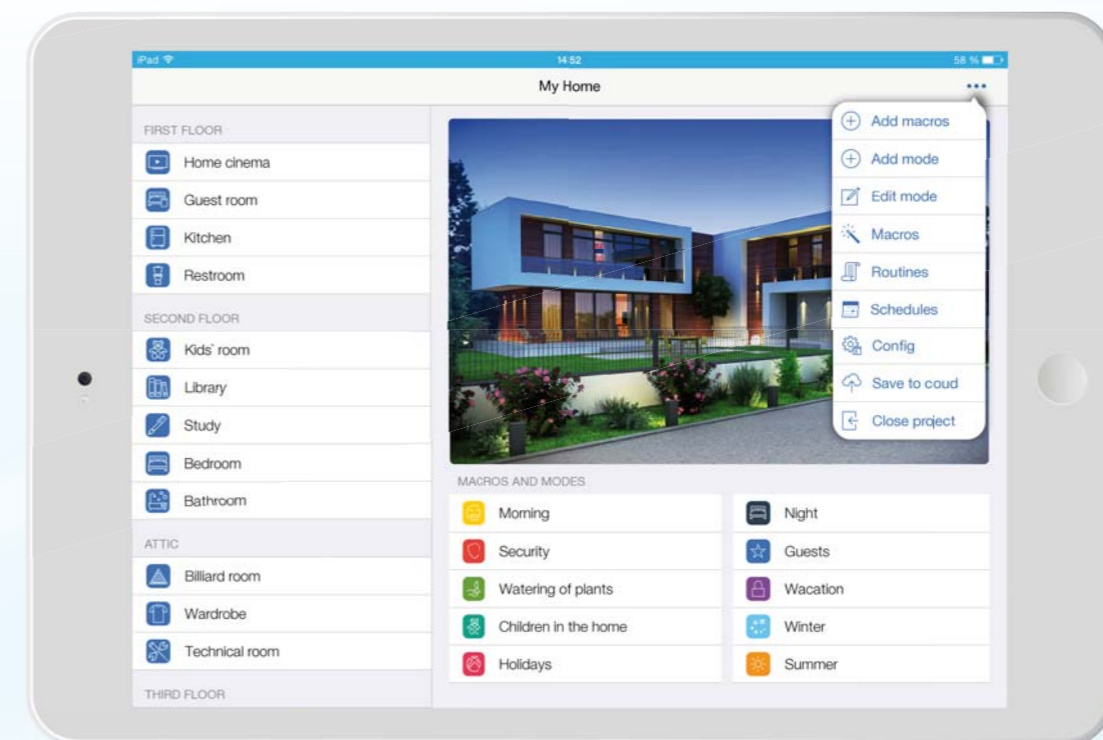 iPad 14:52 58 %
My Home
FIRST FLOOR
Home cinema
Guest room
Kitchen
Restroom
SECOND FLOOR
Kids' room
Library
Study
Bedroom
Bathroom
ATTIC
Billiard room
Wardrobe
Technical room
THIRD FLOOR
Add macros
Add mode
Edit mode
Macros
Routines
Schedules
Config
Save to coud
Close project
MACROS AND MODES
Morning
Night
Security
Guests
Watering of plants
Wacation
Children in the home
Winter
Holidays
Summer